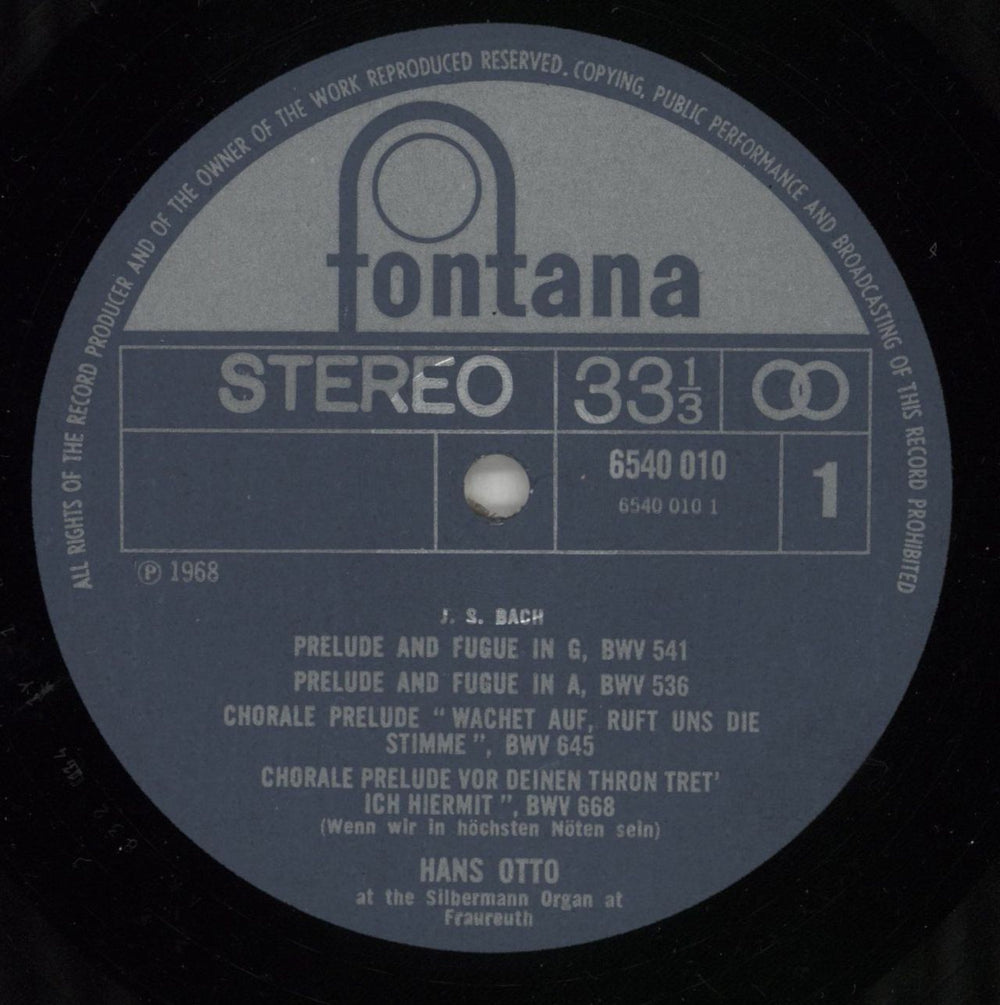 ALL RIGHTS OF THE RECORD PRODUCER AND OF THE OWNER OF THE WORK REPRODUCED RESERVED. COPYING, PUBLIC PERFORMANCE AND BROADCASTING OF THIS RECORD PROHIBITED
fontana
STEREO 33 1/3
6540 010
6540 010 1
1
℗ 1968
J. S. BACH
PRELUDE AND FUGUE IN G, BWV 541
PRELUDE AND FUGUE IN A, BWV 536
CHORALE PRELUDE “ WACHET AUF, RUFT UNS DIE
STIMME ”, BWV 645
CHORALE PRELUDE VOR DEINEN THRON TRET’
ICH HIERMIT ”, BWV 668
(Wenn wir in höchsten Nöten sein)
HANS OTTO
at the Silbermann Organ at
Fraureuth